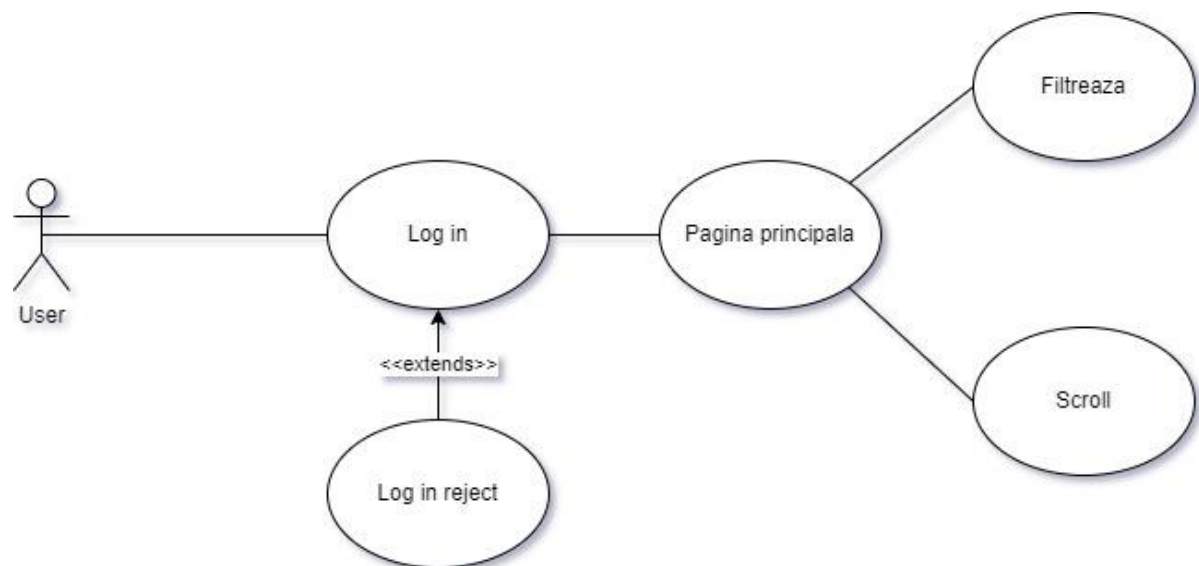 Filtreaza
Log in
Pagina principala
User
<<extends>>
Scroll
Log in reject